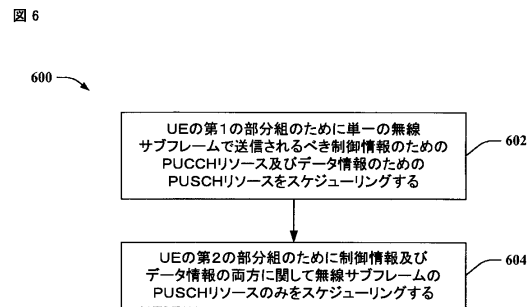 図 6
600
UEの第1の部分組のために単一の無線
サブフレームで送信されるべき制御情報のための
PUCCHリソース及びデータ情報のための
PUSCHリソースをスケジューリングする
602
UEの第2の部分組のために制御情報及び
データ情報の両方に関して無線サブフレームの
PUSCHリソースのみをスケジューリングする
604